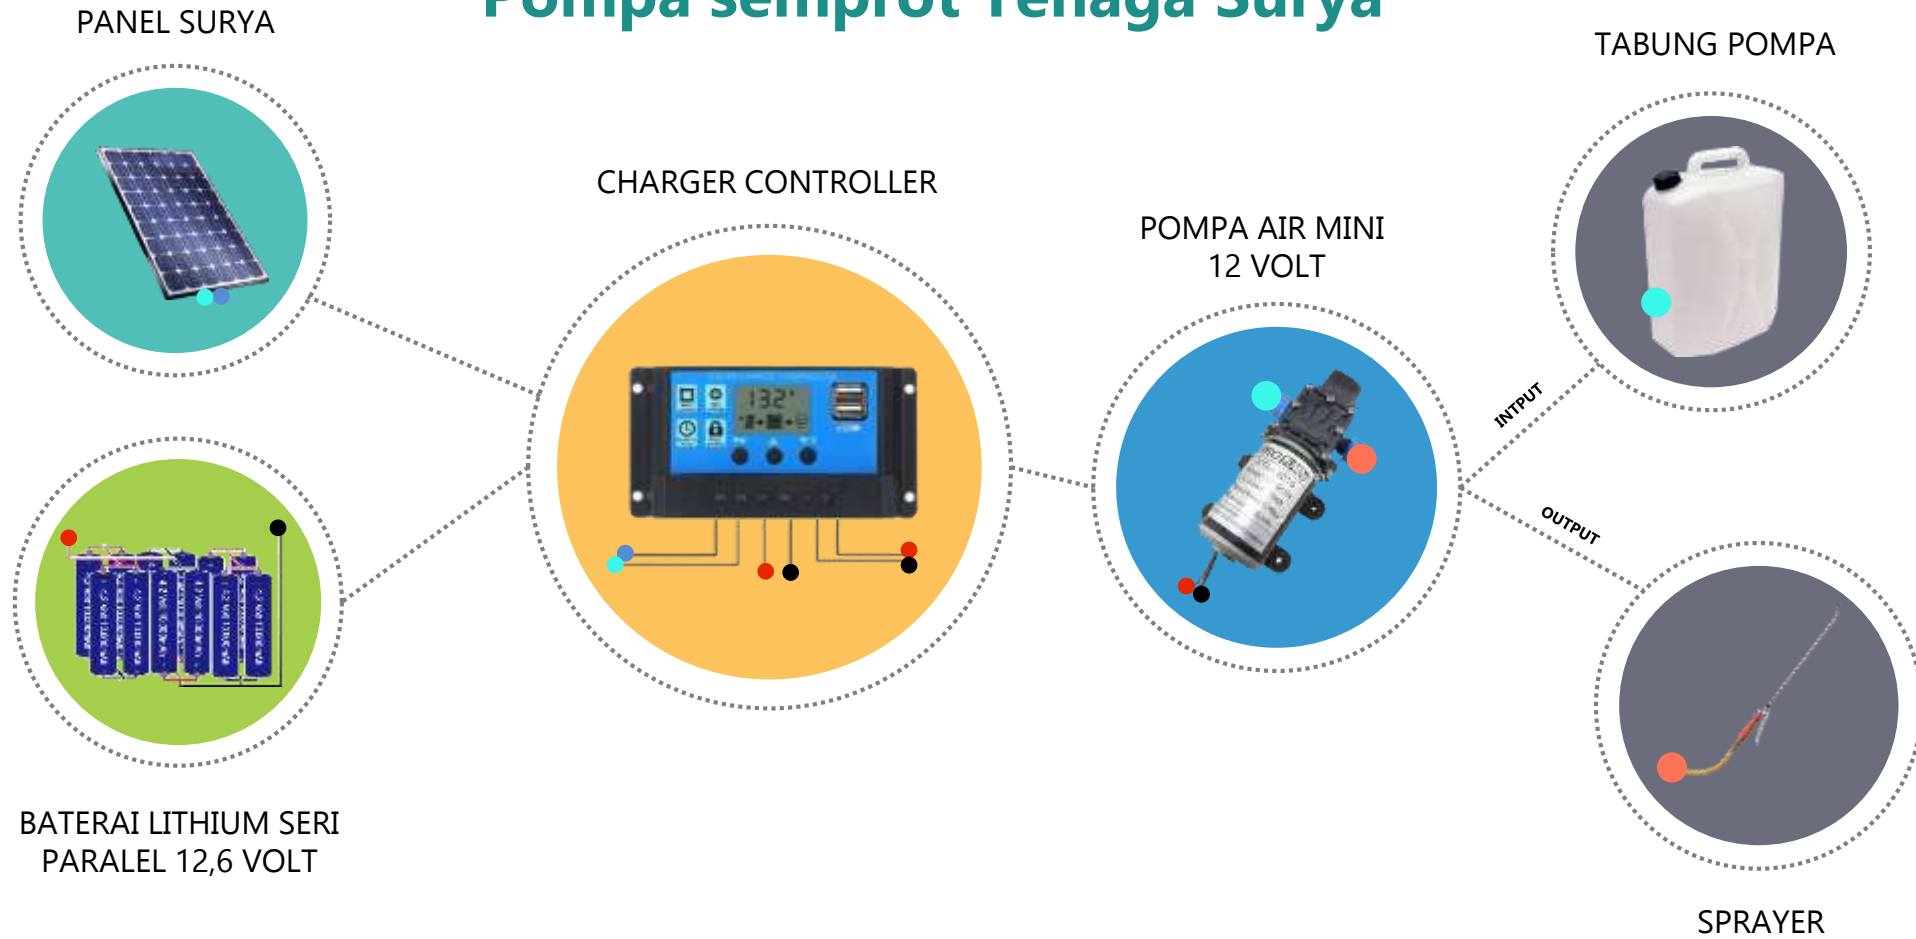 Pompa semprot Tenaga Surya
PANEL SURYA
TABUNG POMPA
CHARGER CONTROLLER
POMPA AIR MINI
12 VOLT
132
INTPUT
OUTPUT
BATERAI LITHIUM SERI
PARALEL 12,6 VOLT
SPRAYER